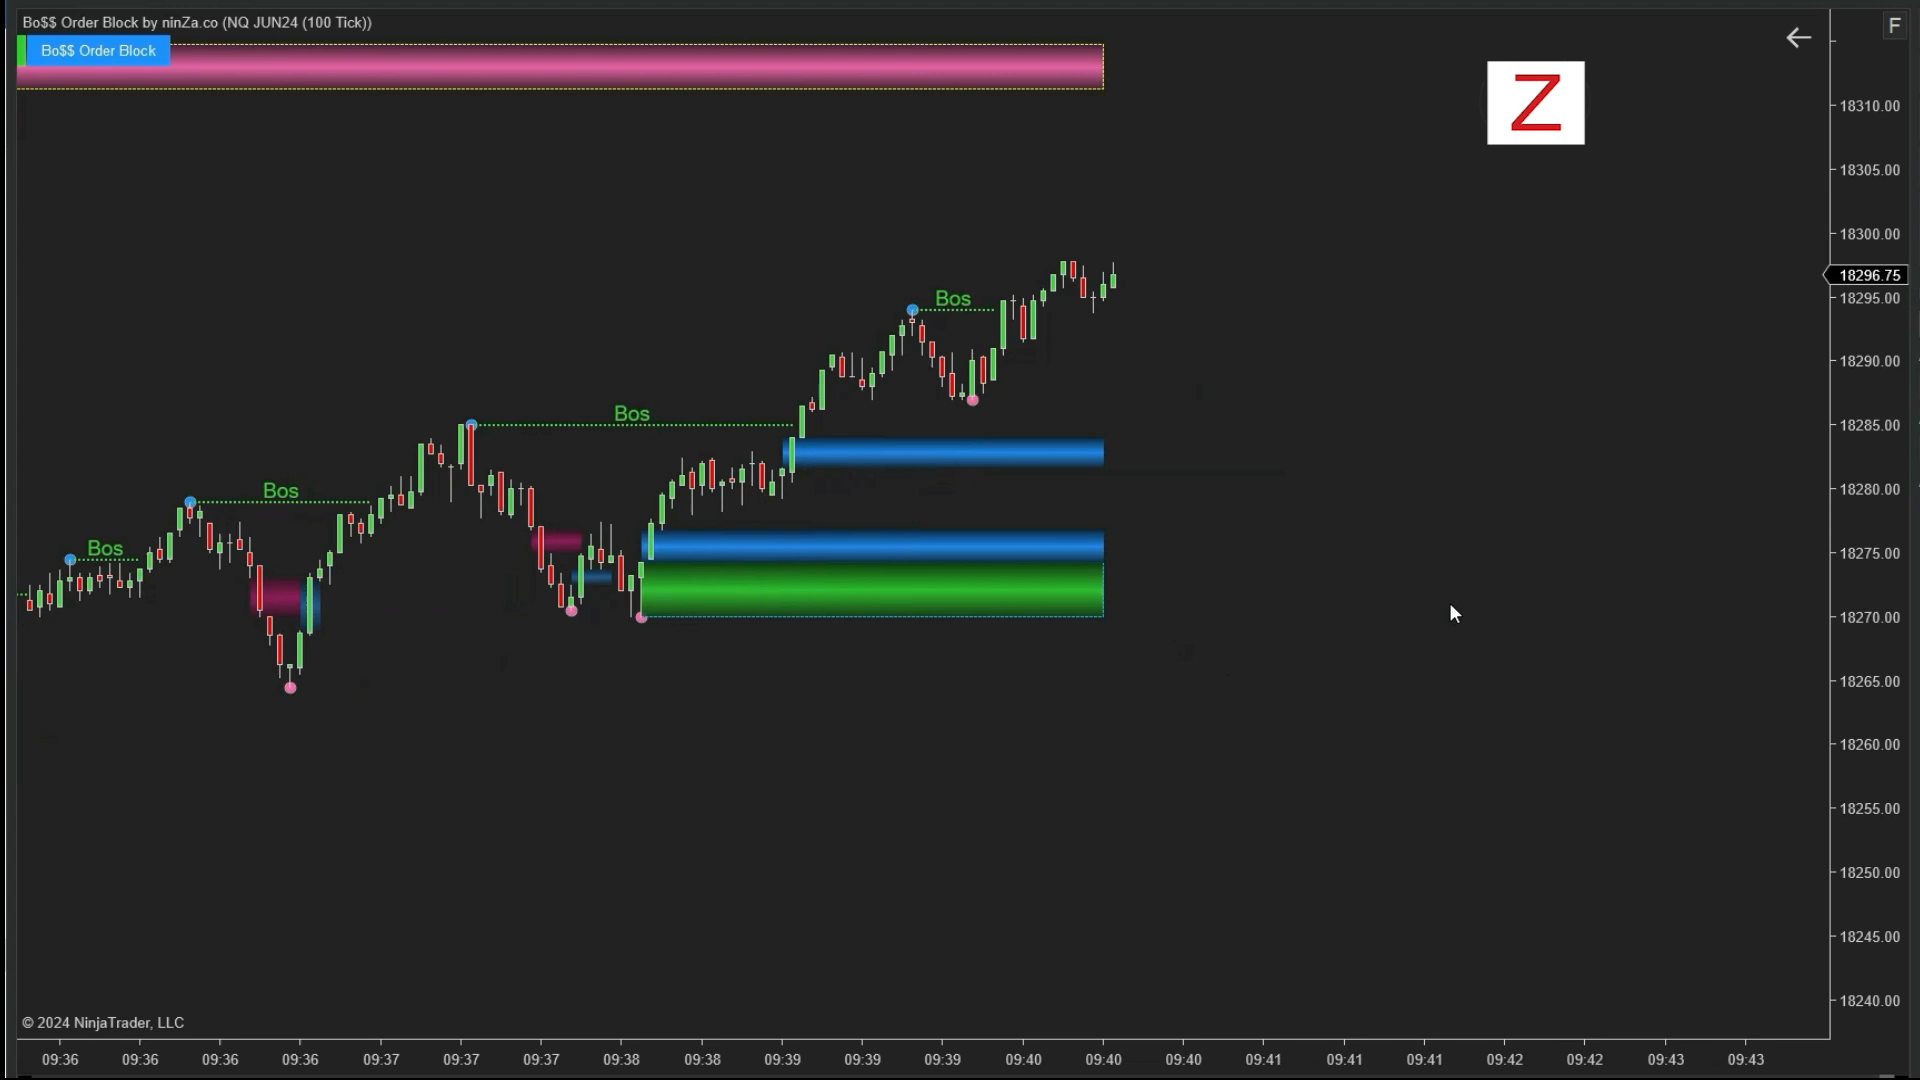 Bo$$ Order Block by ninZa.co (NQ JUN24 (100 Tick))
Bo$$ Order Block
F
Z
18310.00
18305.00
18300.00
18296.75
18295.00
18290.00
18285.00
18280.00
18275.00
18270.00
18265.00
18260.00
18255.00
18250.00
18245.00
18240.00
Bos
Bos
Bos
Bos
© 2024 NinjaTrader, LLC
09:36 09:36 09:36 09:36 09:37 09:37 09:37 09:38 09:38 09:39 09:39 09:39 09:40 09:40 09:40 09:41 09:41 09:41 09:42 09:42 09:43 09:43